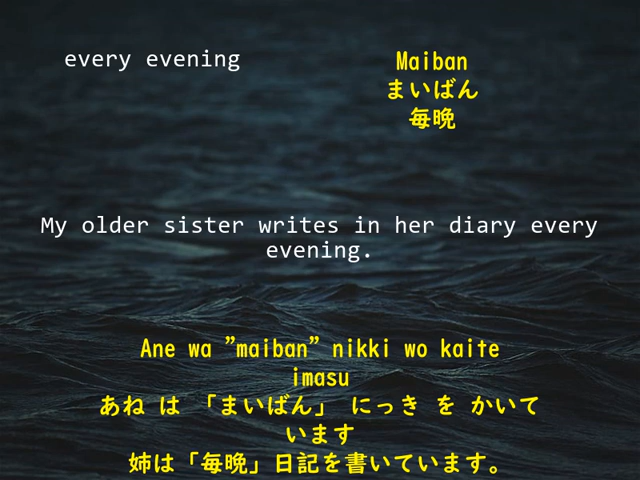 every evening
Maiban
まいばん
毎晩
My older sister writes in her diary every
evening.
Ane wa ”maiban” nikki wo kaite
imasu
あね は 「まいばん」 にっき を かいて
います
姉は「毎晩」日記を書いています。